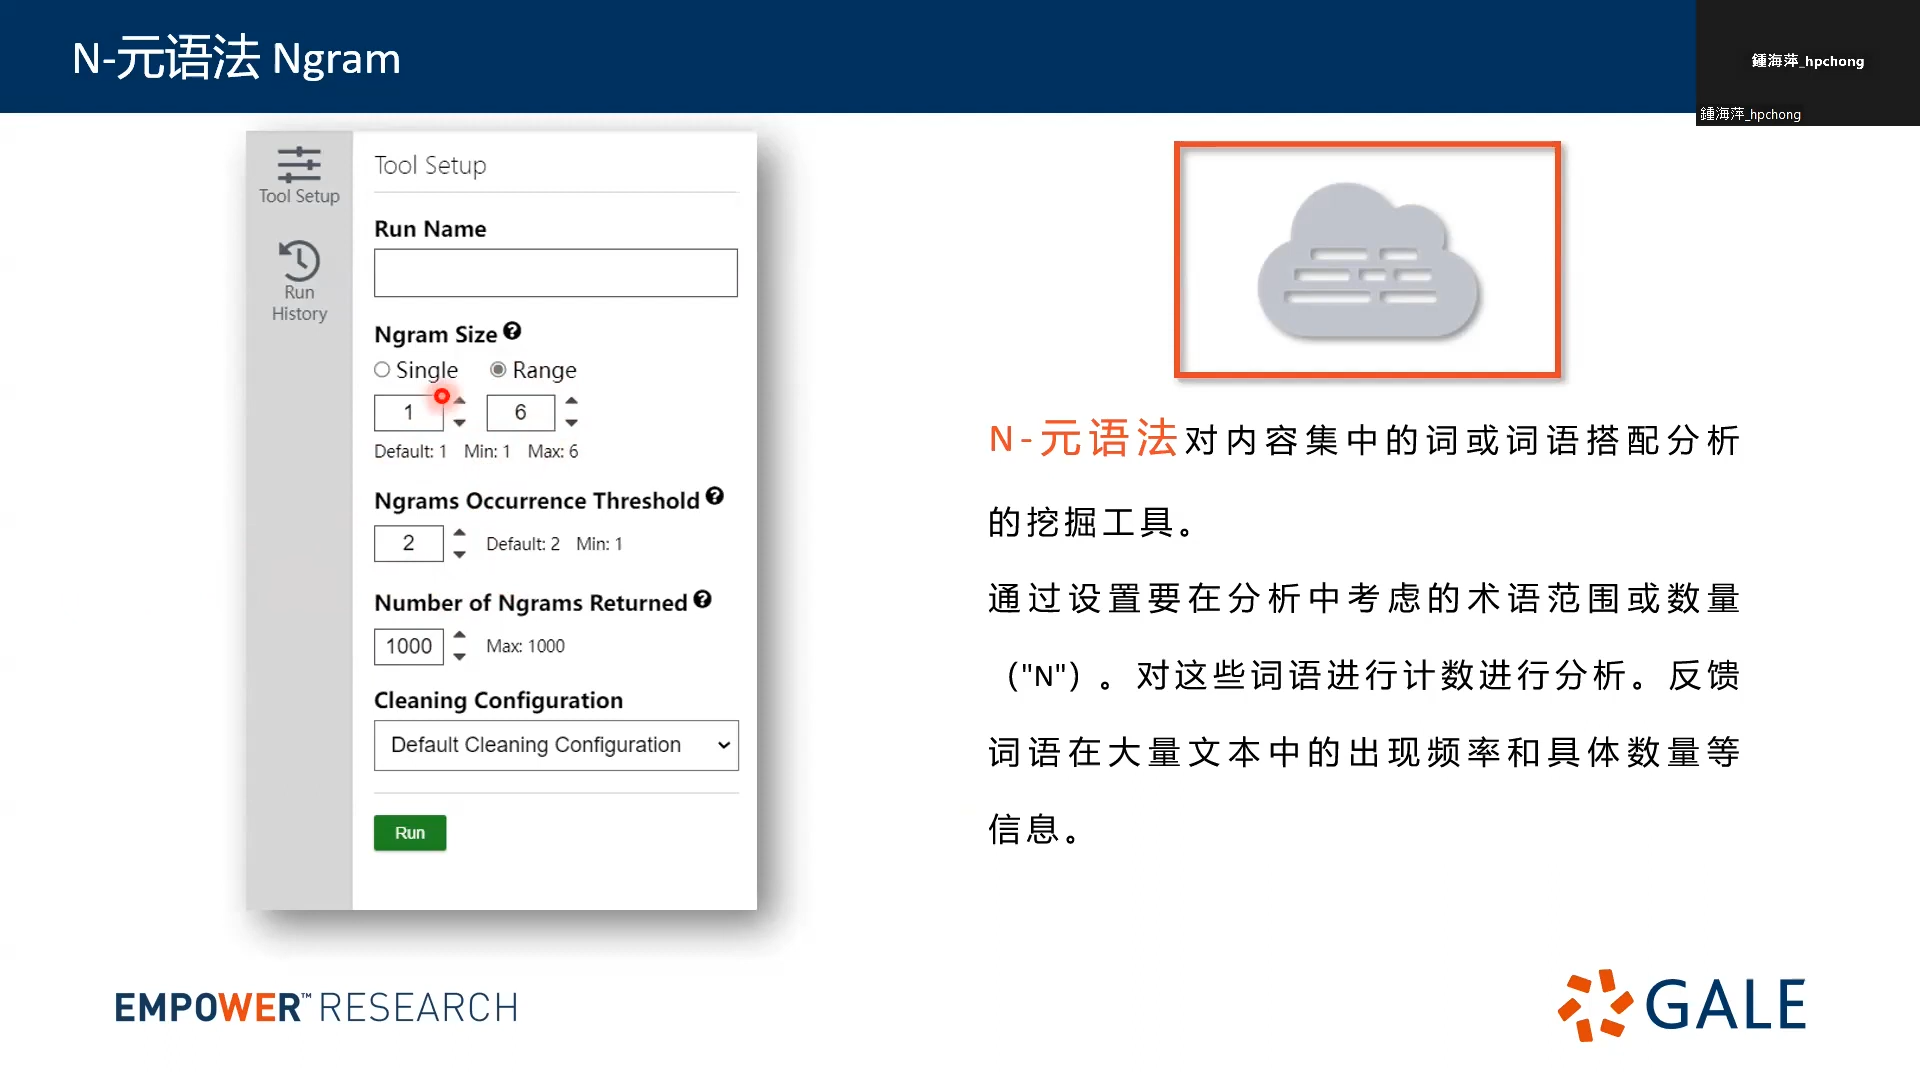 N-元语法 Ngram
鍾海萍_hpchong
鍾海萍_hpchong
Tool Setup
Run
History
Tool Setup
Run Name
Ngram Size ?
Single Range
1 6
Default: 1 Min: 1 Max: 6
Ngrams Occurrence Threshold ?
2 Default: 2 Min: 1
Number of Ngrams Returned ?
1000 Max: 1000
Cleaning Configuration
Default Cleaning Configuration
Run
N-元语法对内容集中的词或词语搭配分析
的挖掘工具。
通过设置要在分析中考虑的术语范围或数量
（"N"）。对这些词语进行计数进行分析。反馈
词语在大量文本中的出现频率和具体数量等
信息。
EMPOWER™ RESEARCH
GALE